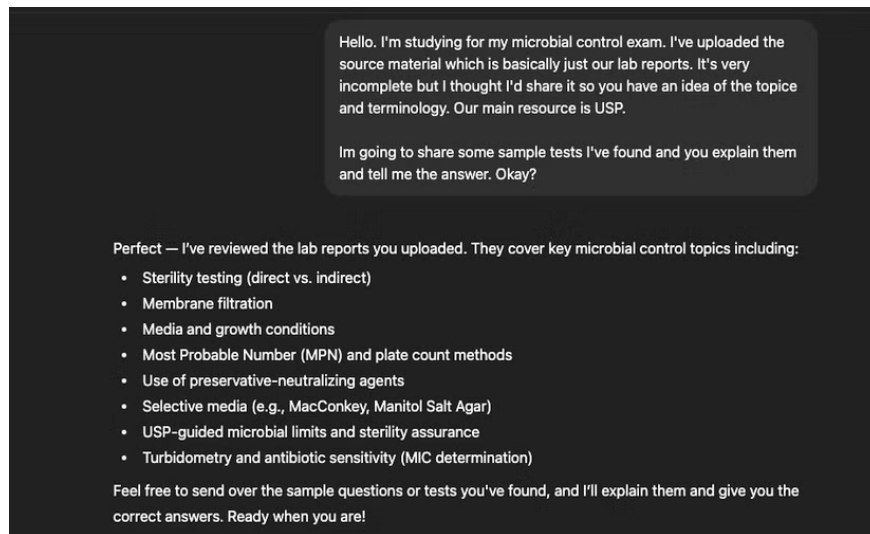 Hello. I'm studying for my microbial control exam. I've uploaded the
source material which is basically just our lab reports. It's very
incomplete but I thought I'd share it so you have an idea of the topice
and terminology. Our main resource is USP.
Im going to share some sample tests I've found and you explain them
and tell me the answer. Okay?
Perfect — I've reviewed the lab reports you uploaded. They cover key microbial control topics including:
• Sterility testing (direct vs. indirect)
• Membrane filtration
• Media and growth conditions
• Most Probable Number (MPN) and plate count methods
• Use of preservative-neutralizing agents
• Selective media (e.g., MacConkey, Manitol Salt Agar)
• USP-guided microbial limits and sterility assurance
• Turbidometry and antibiotic sensitivity (MIC determination)
Feel free to send over the sample questions or tests you've found, and I'll explain them and give you the
correct answers. Ready when you are!